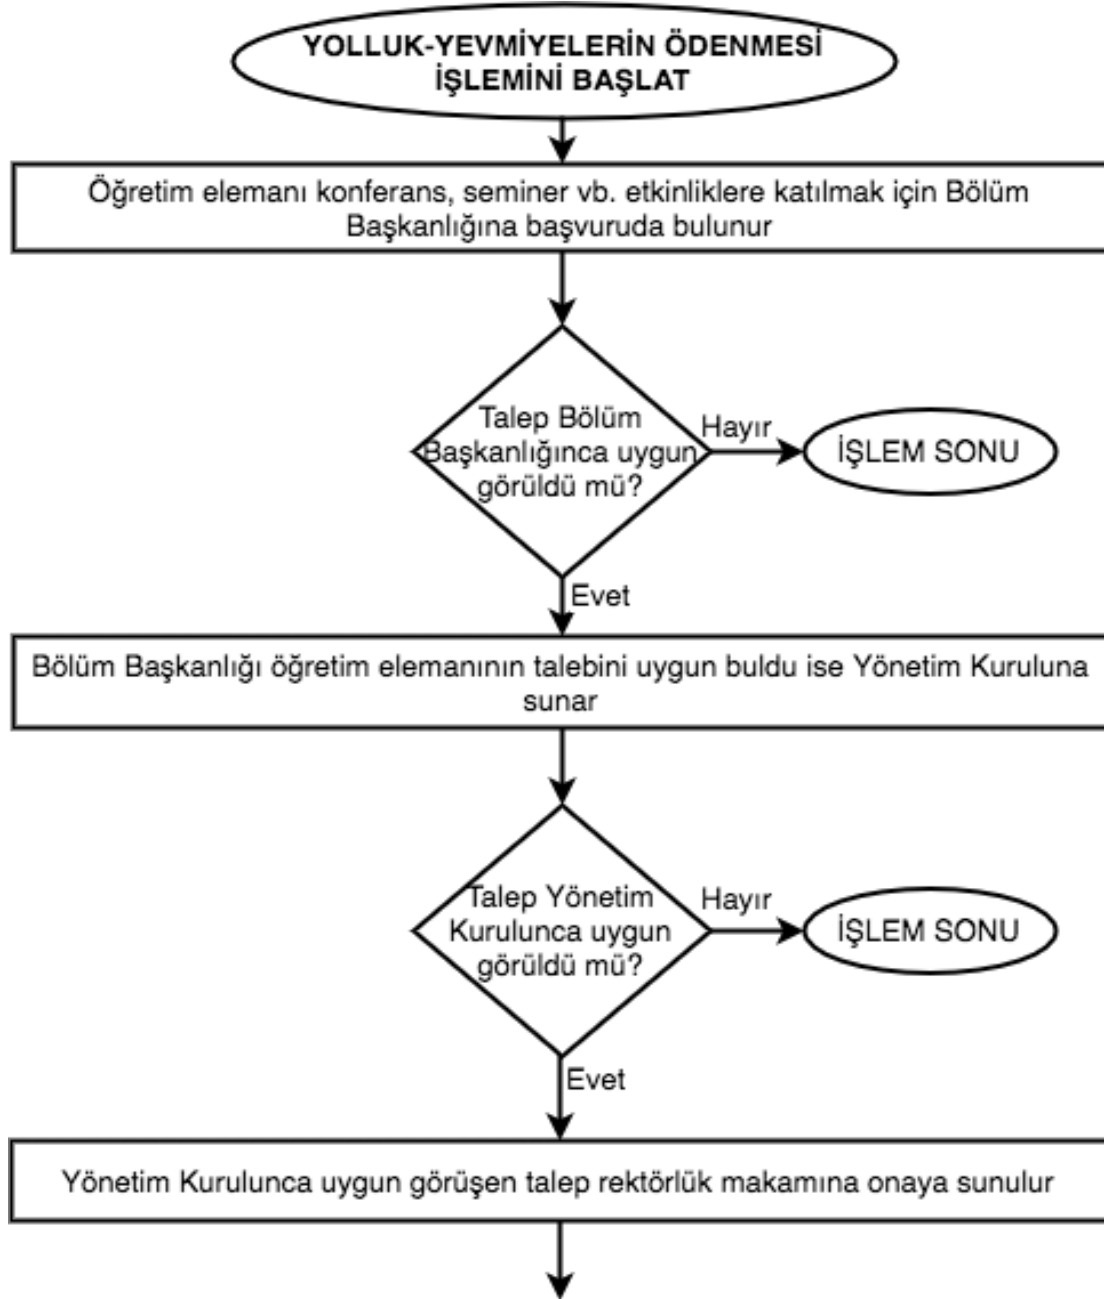 YOLLUK-YEVMİYELERİN ÖDENMESİ
İŞLEMİNİ BAŞLAT
Öğretim elemanı konferans, seminer vb. etkinliklere katılmak için Bölüm
Başkanlığına başvuruda bulunur
Talep Bölüm
Başkanlığınca uygun
görüldü mü?
Hayır
İŞLEM SONU
Evet
Bölüm Başkanlığı öğretim elemanının talebini uygun buldu ise Yönetim Kuruluna
sunar
Talep Yönetim
Kurulunca uygun
görüldü mü?
Hayır
İŞLEM SONU
Evet
Yönetim Kurulunca uygun görüşen talep rektörlük makamına onaya sunulur